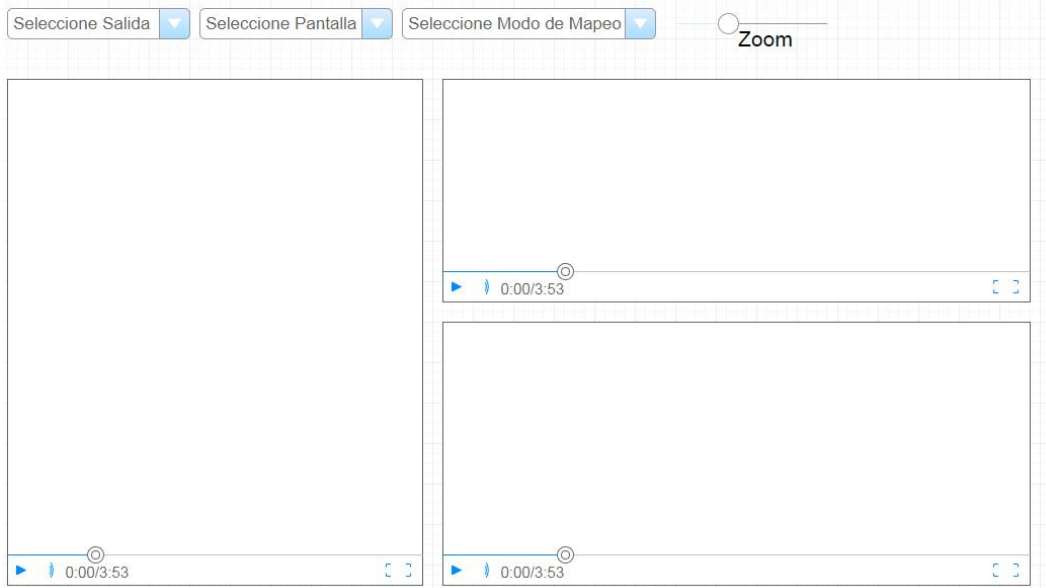 Seleccione Salida
Seleccione Pantalla
Seleccione Modo de Mapeo
Zoom
0:00/3:53
0:00/3:53
0:00/3:53